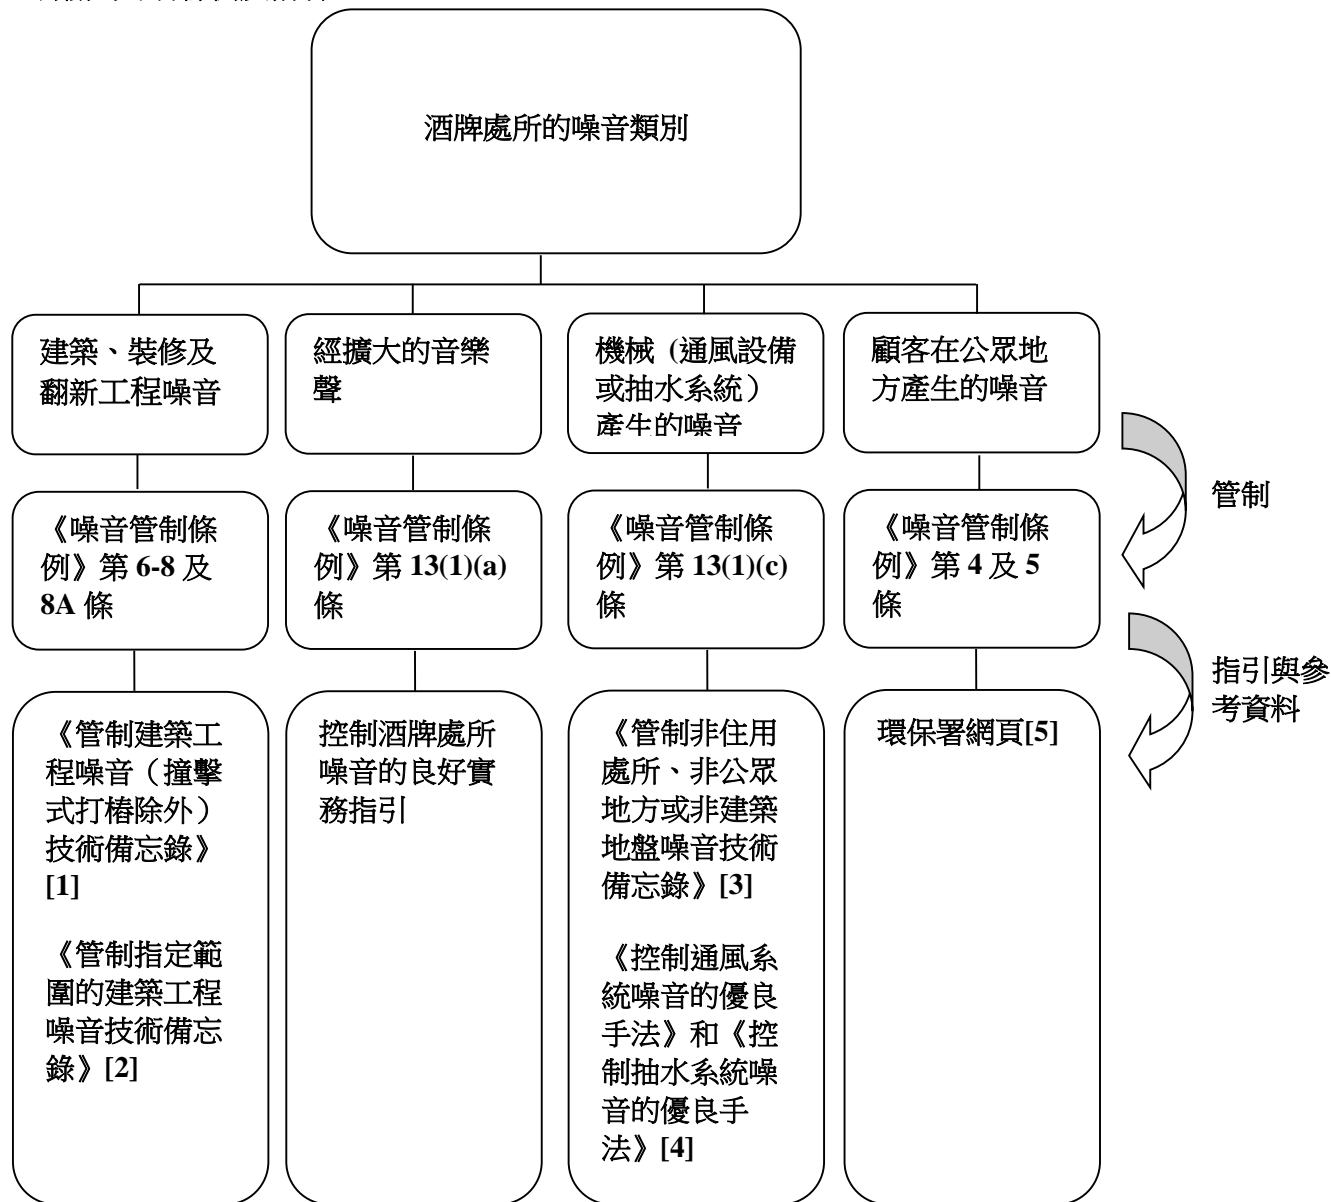 酒牌處所的噪音類別
建築、裝修及
翻新工程噪音
經擴大的音樂
聲
機械 (通風設備
或抽水系統）
產生的噪音
顧客在公眾地
方產生的噪音
管制
《噪音管制條
例》第 6-8 及
8A 條
《噪音管制條
例》第 13(1)(a)
條
《噪音管制條
例》第 13(1)(c)
條
《噪音管制條
例》第 4 及 5
條
指引與參
考資料
《管制建築工
程噪音（撞擊
式打樁除外）
技術備忘錄》
[1]
《管制指定範
圍的建築工程
噪音技術備忘
錄》[2]
控制酒牌處所
噪音的良好實
務指引
《管制非住用
處所、非公眾
地方或非建築
地盤噪音技術
備忘錄》[3]
《控制通風系
統噪音的優良
手法》和《控
制抽水系統噪
音的優良手
法》[4]
環保署網頁[5]